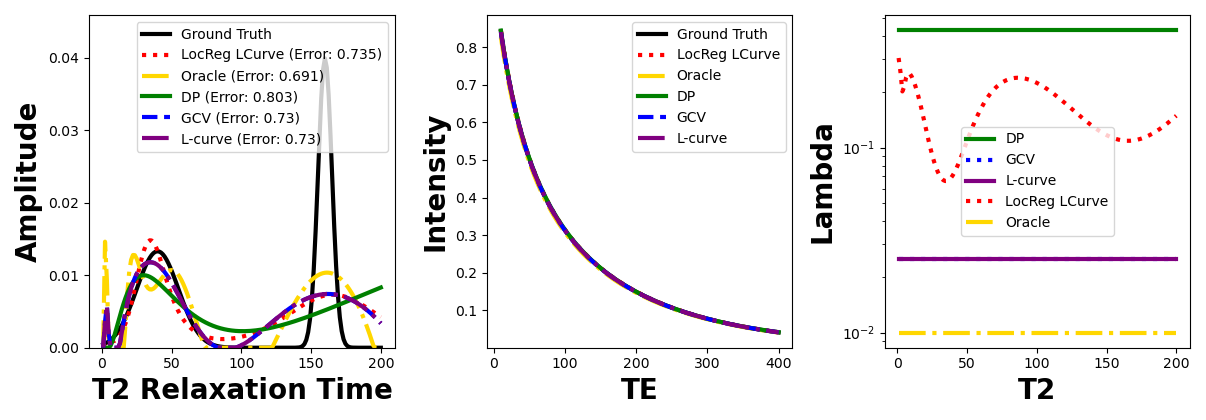 Amplitude
0.04
0.03
0.02
0.01
0.00
Ground Truth
LocReg LCurve (Error: 0.735)
Oracle (Error: 0.691)
DP (Error: 0.803)
GCV (Error: 0.73)
L-curve (Error: 0.73)
0 50 100 150 200
T2 Relaxation Time
Intensity
0.8
0.7
0.6
0.5
0.4
0.3
0.2
0.1
Ground Truth
LocReg LCurve
Oracle
DP
GCV
L-curve
0 100 200 300 400
TE
Lambda
10⁻¹
10⁻²
DP
GCV
L-curve
LocReg LCurve
Oracle
0 50 100 150 200
T2